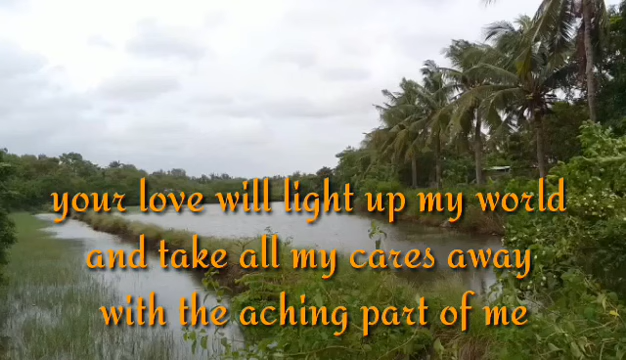 your love will light up my world
and take all my cares away
with the aching part of me